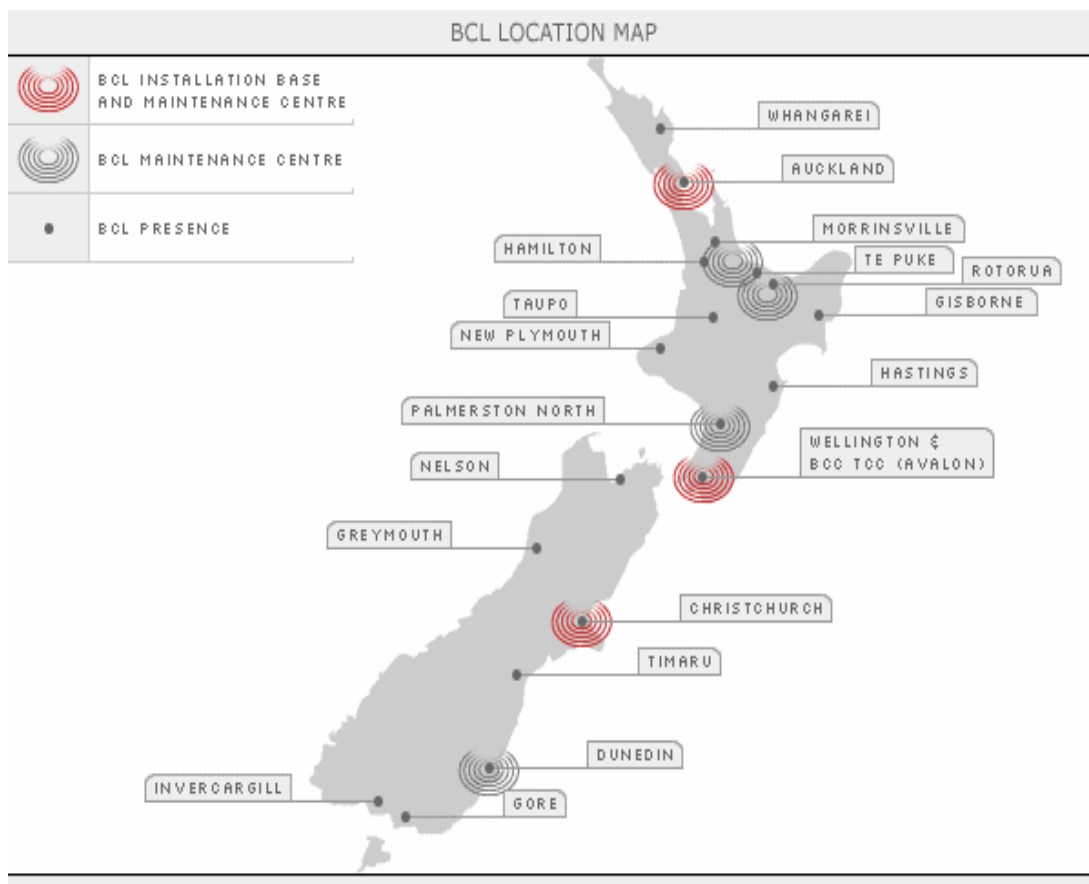 BCL LOCATION MAP
BCL INSTALLATION BASE
AND MAINTENANCE CENTRE
BCL MAINTENANCE CENTRE
BCL PRESENCE
WHANGAREI
AUCKLAND
MORRINSVILLE
HAMILTON
TE PUKE
ROTORUA
TAUPO
GISBORNE
NEW PLYMOUTH
HASTINGS
PALMERSTON NORTH
WELLINGTON &
BCC TCC (AVALON)
NELSON
GREYMOUTH
CHRISTCHURCH
TIMARU
DUNEDIN
INVERCARGILL
GORE